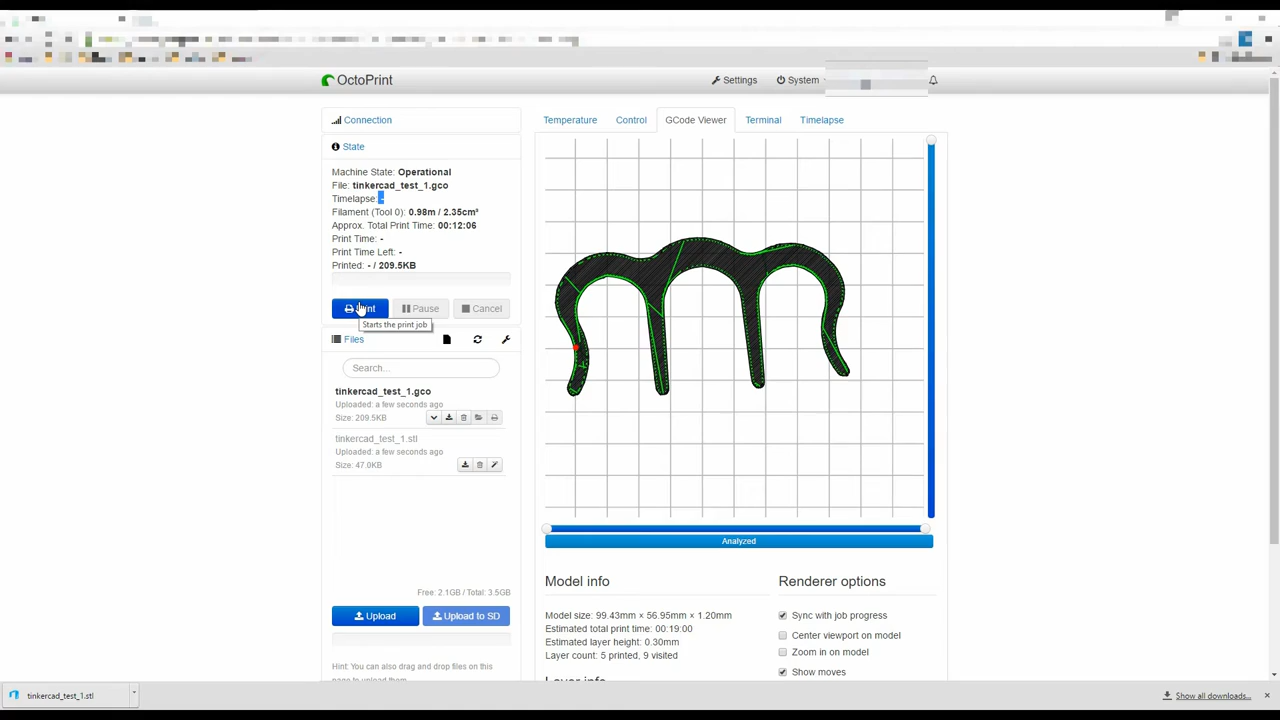 OctoPrint
Settings
System
Connection
State
Machine State: Operational
File: tinkercad_test_1.gco
Timelapse: -
Filament (Tool 0): 0.98m / 2.35cm³
Approx. Total Print Time: 00:12:06
Print Time: -
Print Time Left: -
Printed: - / 209.5KB
Pause
Cancel
Starts the print job
Files
Search...
tinkercad_test_1.gco
Uploaded: a few seconds ago
Size: 209.5KB
tinkercad_test_1.stl
Uploaded: a few seconds ago
Size: 47.0KB
Free: 2.1GB / Total: 3.5GB
Upload
Upload to SD
Hint: You can also drag and drop files on this
page to upload them.
Temperature
Control
GCode Viewer
Terminal
Timelapse
Analyzed
Model info
Model size: 99.43mm × 56.95mm × 1.20mm
Estimated total print time: 00:19:00
Estimated layer height: 0.30mm
Layer count: 5 printed, 9 visited
Layer info
Renderer options
Sync with job progress
Center viewport on model
Zoom in on model
Show moves
tinkercad_test_1.stl
Show all downloads...